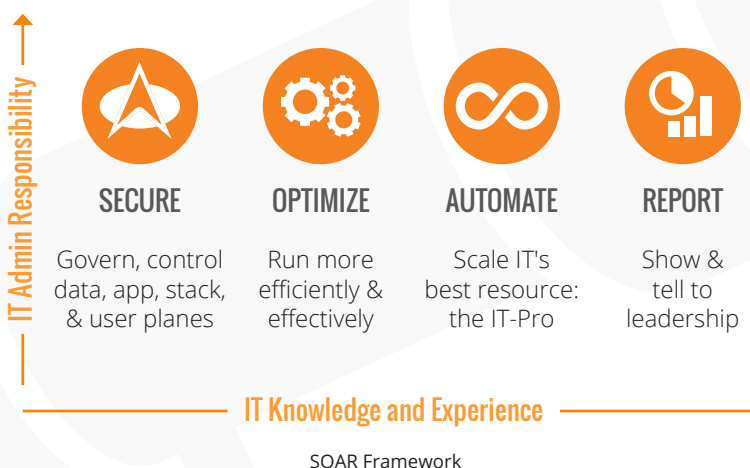 IT Admin Responsibility
SECURE
Govern, control
data, app, stack,
& user planes
OPTIMIZE
Run more
efficiently &
effectively
AUTOMATE
Scale IT's
best resource:
the IT-Pro
REPORT
Show &
tell to
leadership
IT Knowledge and Experience
SOAR Framework